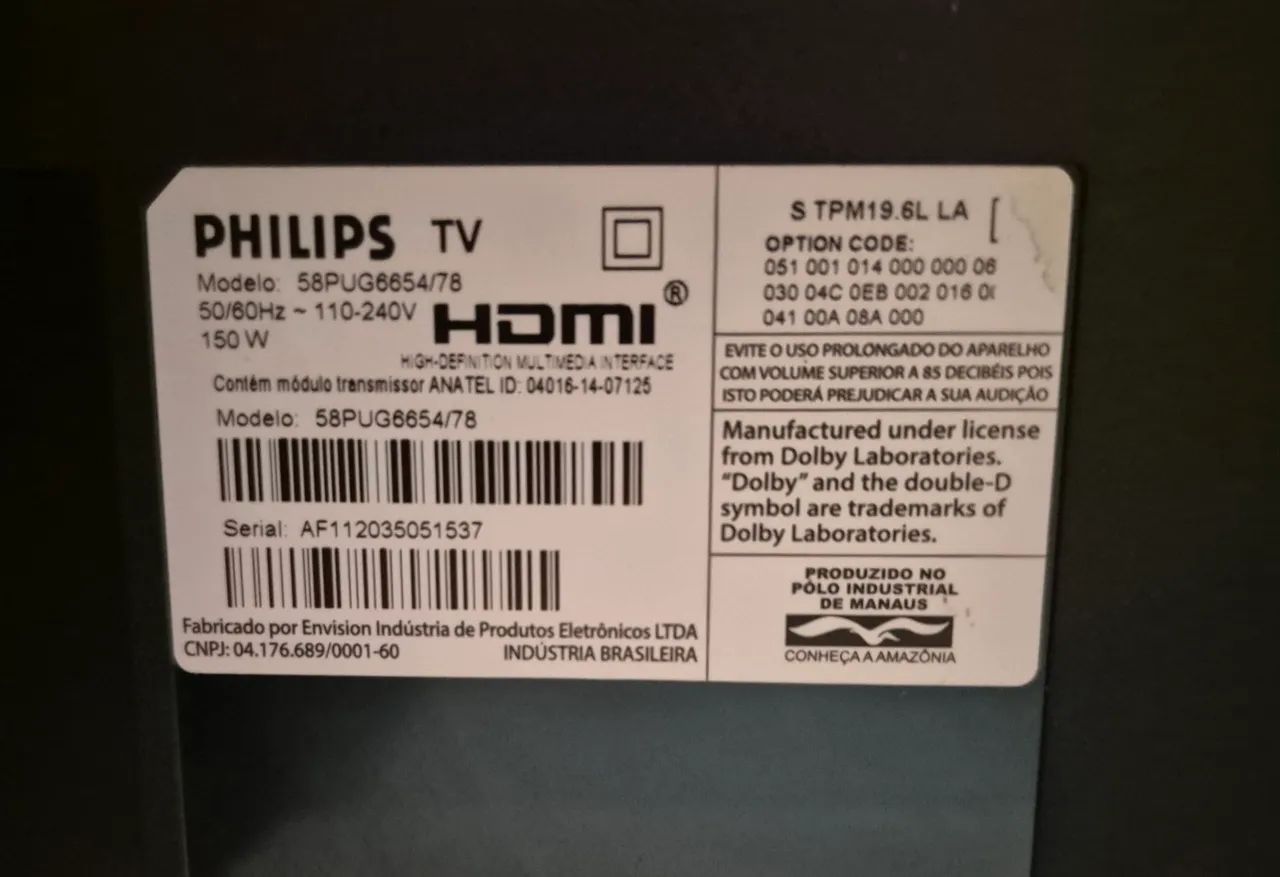 PHILIPS TV
Modelo: 58PUG6654/78
50/60Hz ~ 110-240V
150 W
HDMI®
HIGH-DEFINITION MULTIMEDIA INTERFACE
Contém módulo transmissor ANATEL ID: 04016-14-07125
Modelo: 58PUG6654/78
Serial: AF112035051537
Fabricado por Envision Indústria de Produtos Eletrônicos LTDA
CNPJ: 04.176.689/0001-60 INDÚSTRIA BRASILEIRA
S TPM19.6L LA [
OPTION CODE:
051 001 014 000 000 06
030 04C 0EB 002 016
041 00A 08A 000
EVITE O USO PROLONGADO DO APARELHO
COM VOLUME SUPERIOR A 85 DECIBÉIS POIS
ISTO PODERÁ PREJUDICAR A SUA AUDIÇÃO
Manufactured under license
from Dolby Laboratories.
“Dolby” and the double-D
symbol are trademarks of
Dolby Laboratories.
PRODUZIDO NO
PÓLO INDUSTRIAL
DE MANAUS
CONHEÇA A AMAZÔNIA